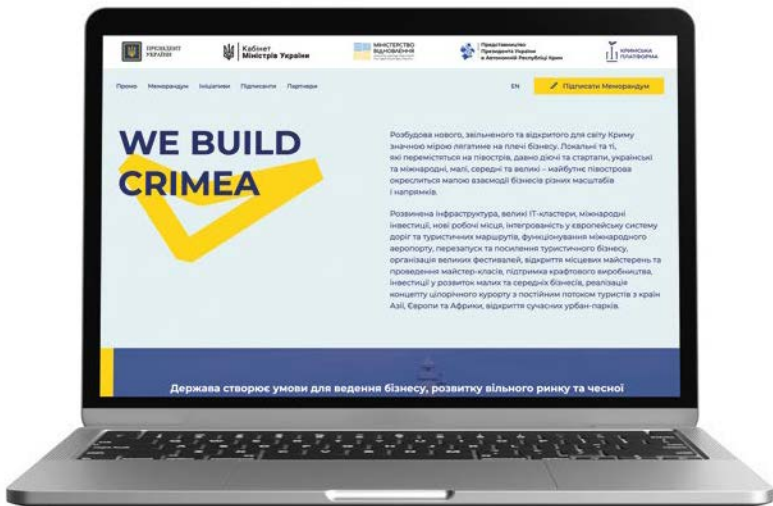 ПРЕЗИДЕНТ
УКРАЇНИ
Кабінет
Міністрів України
МІНІСТЕРСТВО
ВІДНОВЛЕННЯ
Представництво
Президента України
в Автономній Республіці Крим
КРИМСЬКА
ПЛАТФОРМА
Промо Меморандум Ініціативи Підписанти Партнери
EN
Підписати Меморандум
WE BUILD
CRIMEA
Розбудова нового, звільненого та відкритого для світу Криму
значною мірою лягатиме на плечі бізнесу. Локальні та ті,
які перемістяться на півострів, давно діючі та стартапи, українські
та міжнародні, малі, середні та великі – майбутнє півострова
окреслиться мапою взаємодії бізнесів різних масштабів
і напрямків.
Розвинена інфраструктура, великі ІТ-кластери, міжнародні
інвестиції, нові робочі місця, інтегрованість у європейську систему
доріг та туристичних маршрутів, функціонування міжнародного
аеропорту, перезапуск та посилення туристичного бізнесу,
організація великих фестивалей, відкриття місцевих майстерень та
проведення майстер-класів, підтримка крафтового виробництва,
інвестиції у розвиток малих та середніх бізнесів, реалізація
концепту цілорічного курорту з постійним потоком туристів з країн
Азії, Європи та Африки, відкриття сучасних урбан-парків.
Держава створює умови для ведення бізнесу, розвитку вільного ринку та чесної